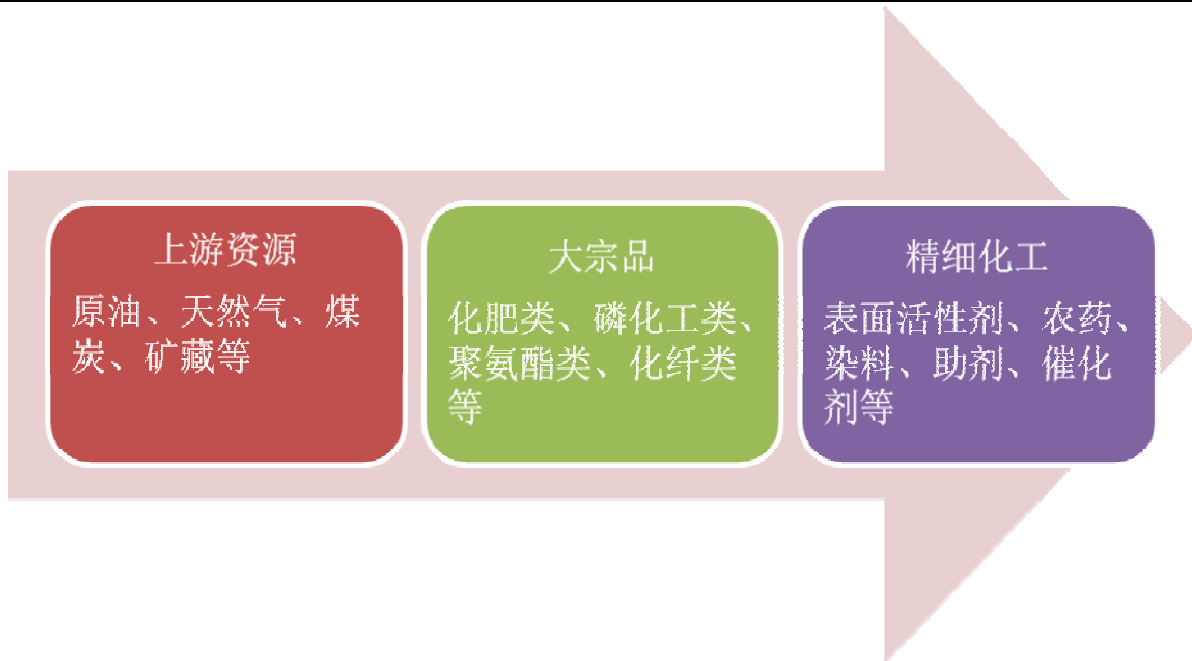 上游资源
原油、天然气、煤
炭、矿藏等
大宗品
化肥类、磷化工类、
聚氨酯类、化纤类
等
精细化工
表面活性剂、农药、
染料、助剂、催化
剂等